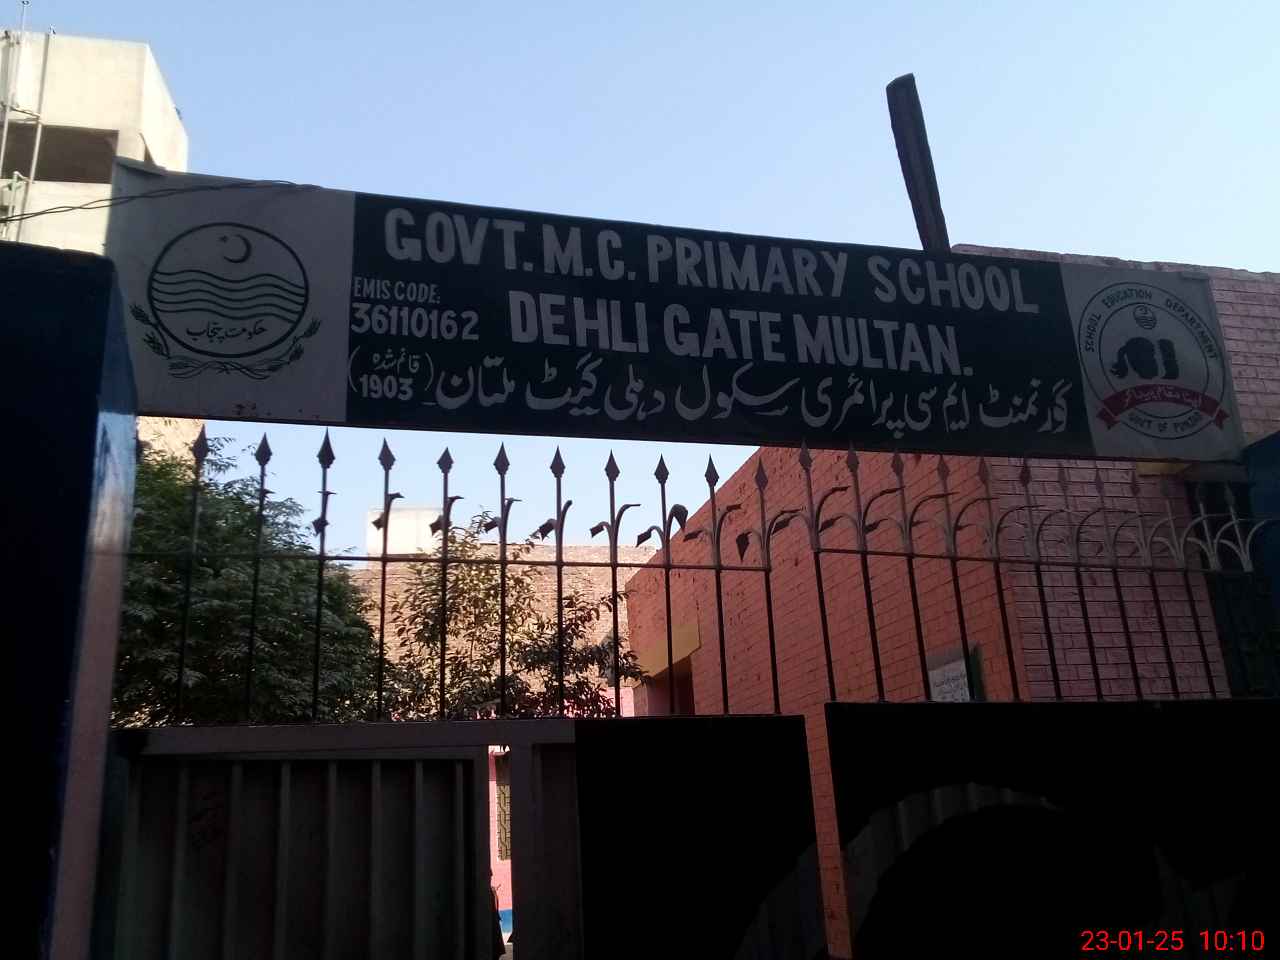 حکومت پنجاب
GOVT. M.C. PRIMARY SCHOOL
EMIS CODE:
36110162
DEHLI GATE MULTAN.
(قائم شدہ
1903)
گورنمنٹ ایم سی پرائمری سکول دہلی گیٹ ملتان
SCHOOL EDUCATION DEPARTMENT
GOVT OF PUNJAB
23-01-25 10:10